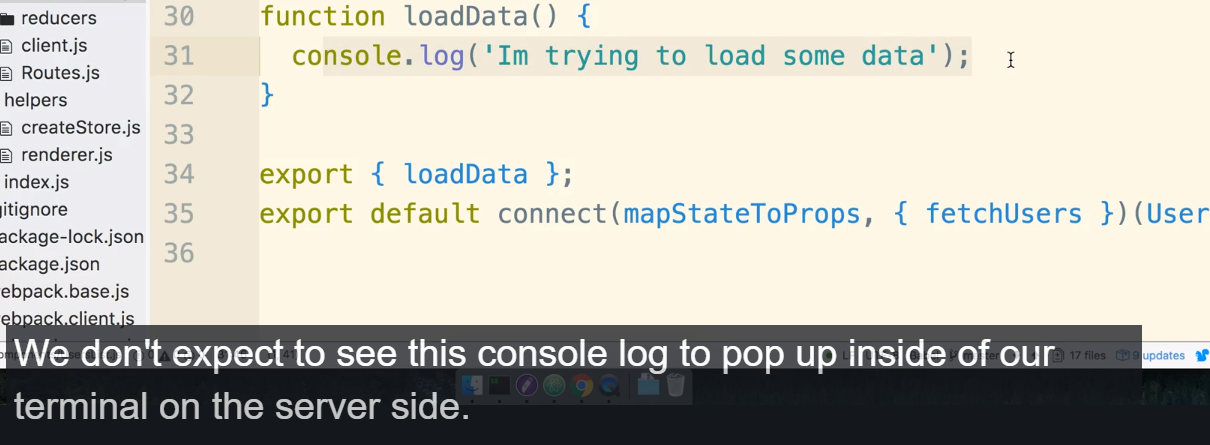 reducers
client.js
Routes.js
helpers
createStore.js
renderer.js
index.js
gitignore
ackage-lock.json
ackage.json
ebpack.base.js
ebpack.client.js
30 function loadData() {
31 console.log('Im trying to load some data');
32 }
33
34 export { loadData };
35 export default connect(mapStateToProps, { fetchUsers })(User
36
17 files
9 updates
We don't expect to see this console log to pop up inside of our
terminal on the server side.